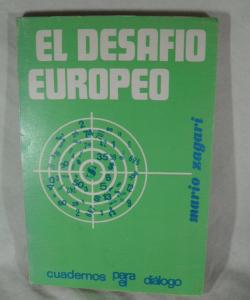 EL DESAFIO
EUROPEO
mario zagari
cuadernos para el diálogo